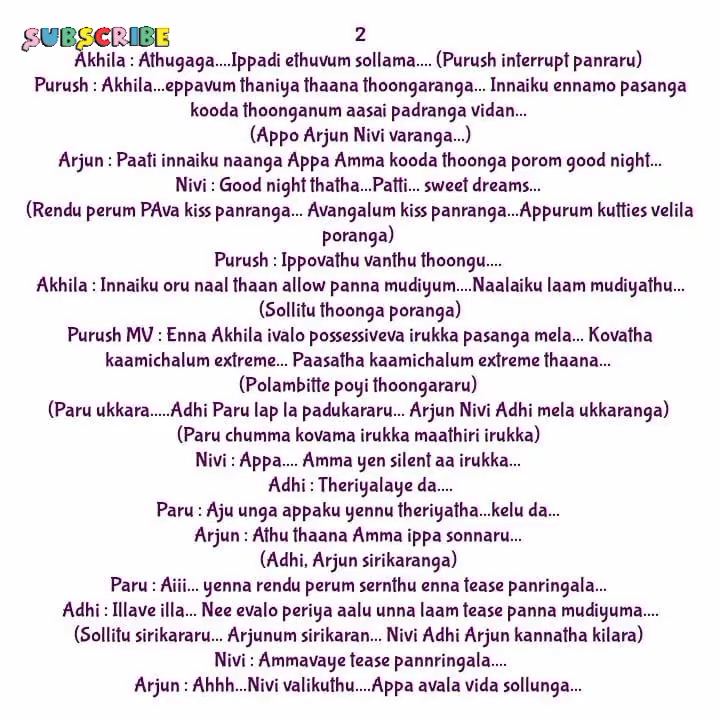 SUBSCRIBE
2
Akhila : Athugaga....Ippadi ethuvum sollama.... (Purush interrupt panraru)
Purush : Akhila...eppavum thaniya thaana thoongaranga... Innaiku ennamo pasanga
kooda thoonganum aasai padranga vidan...
(Appo Arjun Nivi varanga...)
Arjun : Paati innaiku naanga Appa Amma kooda thoonga porom good night...
Nivi : Good night thatha...Patti... sweet dreams...
(Rendu perum PAva kiss panranga... Avangalum kiss panranga...Appurum kutties velila
poranga)
Purush : Ippovathu vanthu thoongu....
Akhila : Innaiku oru naal thaan allow panna mudiyum....Naalaiku laam mudiyathu...
(Sollitu thoonga poranga)
Purush MV : Enna Akhila ivalo possessiveva irukka pasanga mela... Kovatha
kaamichalum extreme... Paasatha kaamichalum extreme thaana...
(Polambitte poyi thoongararu)
(Paru ukkara.....Adhi Paru lap la padukararu... Arjun Nivi Adhi mela ukkaranga)
(Paru chumma kovama irukka maathiri irukka)
Nivi : Appa.... Amma yen silent aa irukka...
Adhi : Theriyalaye da....
Paru : Aju unga appaku yennu theriyatha...kelu da...
Arjun : Athu thaana Amma ippa sonnaru...
(Adhi, Arjun sirikaranga)
Paru : Aiii... yenna rendu perum sernthu enna tease panringala...
Adhi : Illave illa... Nee evalo periya aalu unna laam tease panna mudiyuma....
(Sollitu sirikararu... Arjunum sirikaran... Nivi Adhi Arjun kannatha kilara)
Nivi : Ammavaye tease pannringala....
Arjun : Ahhh...Nivi valikuthu....Appa avala vida sollunga...